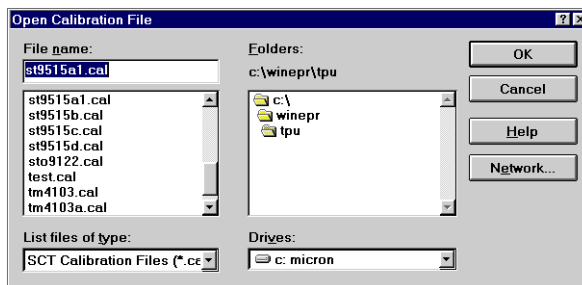 Open Calibration File
File name:
st9515a1.cal
st9515a1.cal
st9515b.cal
st9515c.cal
st9515d.cal
sto9122.cal
test.cal
tm4103.cal
tm4103a.cal
List files of type:
SCT Calibration Files (*.ca
Folders:
c:\winepr\tpu
c:\
winepr
tpu
Drives:
c: micron
OK
Cancel
Help
Network...